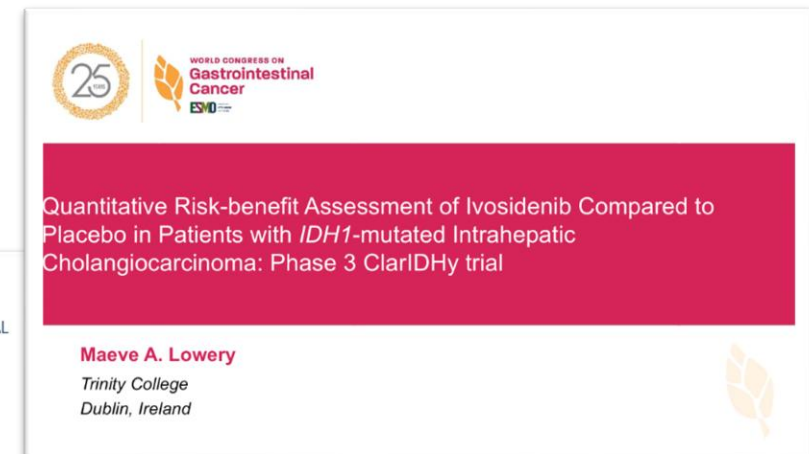 25
YEARS
WORLD CONGRESS ON
Gastrointestinal
Cancer
ESMO
Quantitative Risk-benefit Assessment of Ivosidenib Compared to
Placebo in Patients with IDH1-mutated Intrahepatic
Cholangiocarcinoma: Phase 3 ClarIDHy trial
Maeve A. Lowery
Trinity College
Dublin, Ireland